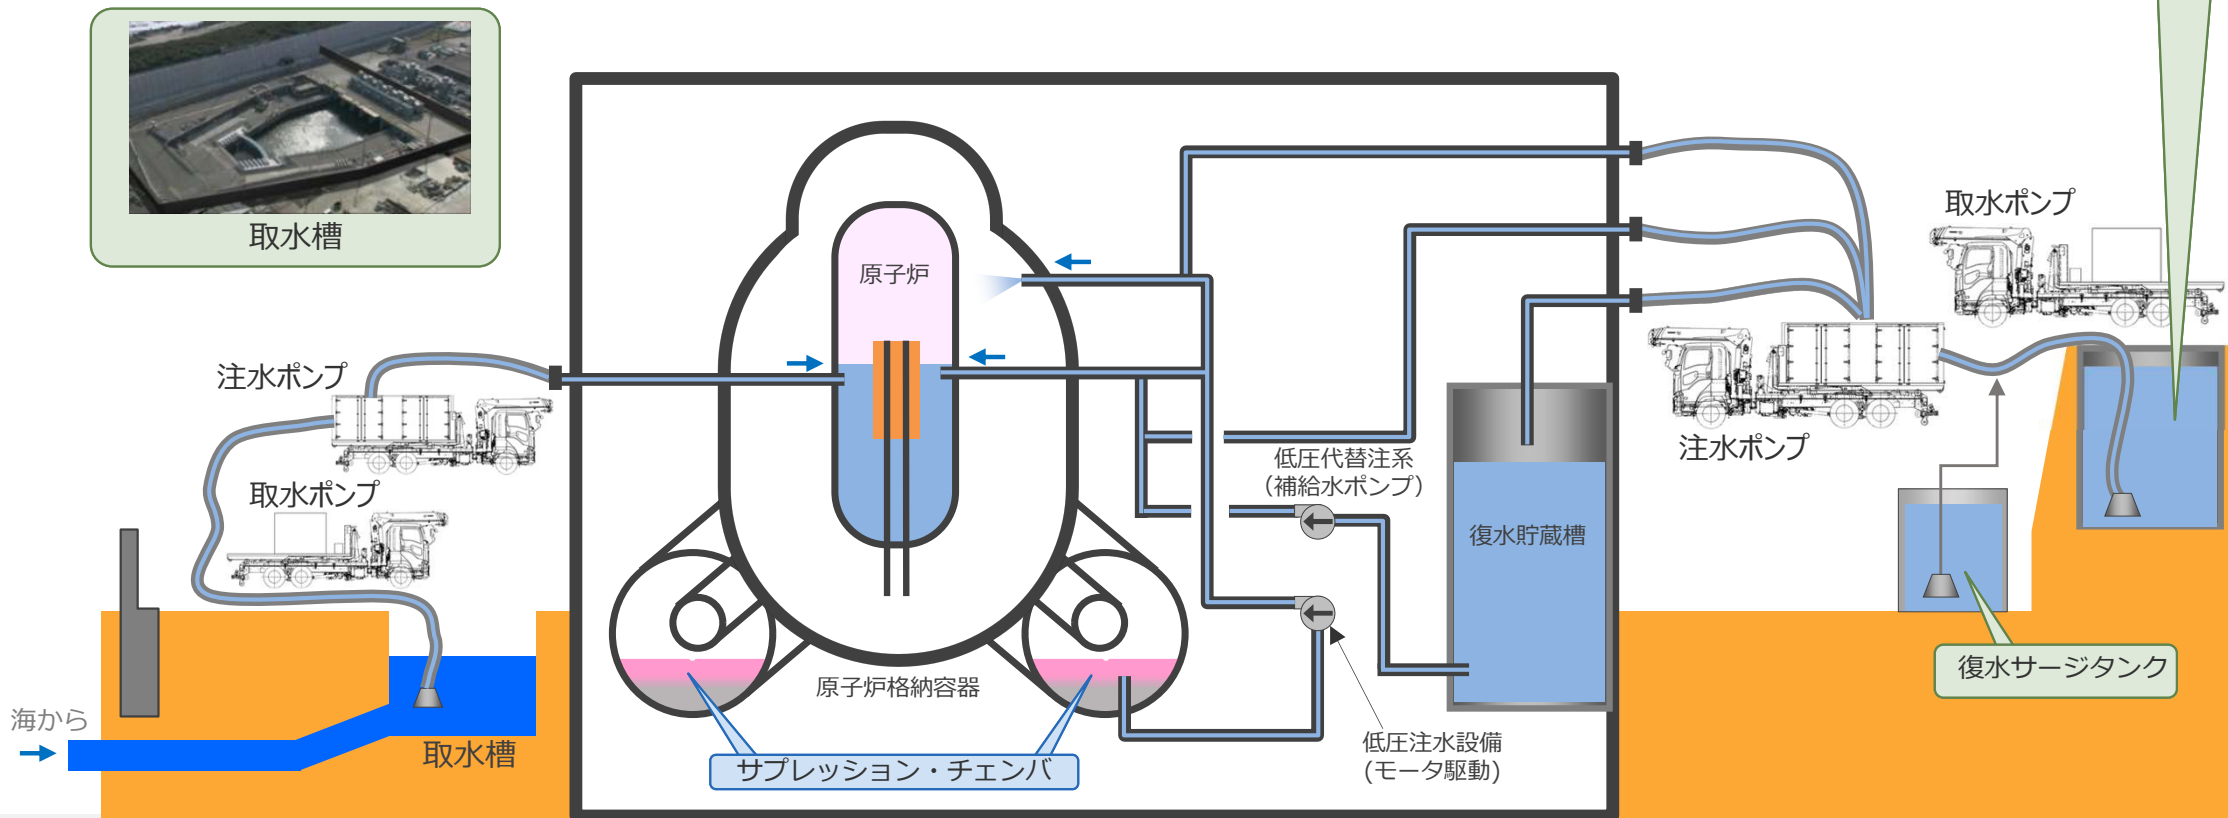 取水槽
原子炉
取水ポンプ
注水ポンプ
注水ポンプ
取水ポンプ
低圧代替注系
(補給水ポンプ)
復水貯蔵槽
復水サージタンク
原子炉格納容器
海から
取水槽
サプレッション・チェンバ
低圧注水設備
(モータ駆動)